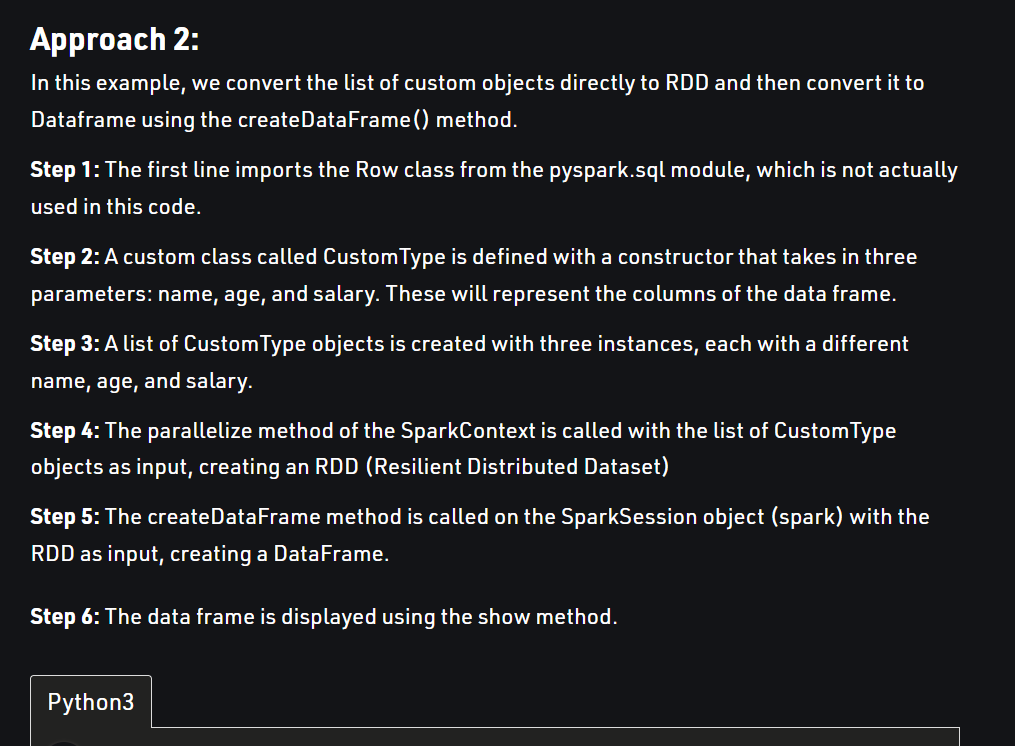 Approach 2:
In this example, we convert the list of custom objects directly to RDD and then convert it to
Dataframe using the createDataFrame() method.
Step 1: The first line imports the Row class from the pyspark.sql module, which is not actually
used in this code.
Step 2: A custom class called CustomType is defined with a constructor that takes in three
parameters: name, age, and salary. These will represent the columns of the data frame.
Step 3: A list of CustomType objects is created with three instances, each with a different
name, age, and salary.
Step 4: The parallelize method of the SparkContext is called with the list of CustomType
objects as input, creating an RDD (Resilient Distributed Dataset)
Step 5: The createDataFrame method is called on the SparkSession object (spark) with the
RDD as input, creating a DataFrame.
Step 6: The data frame is displayed using the show method.
Python3